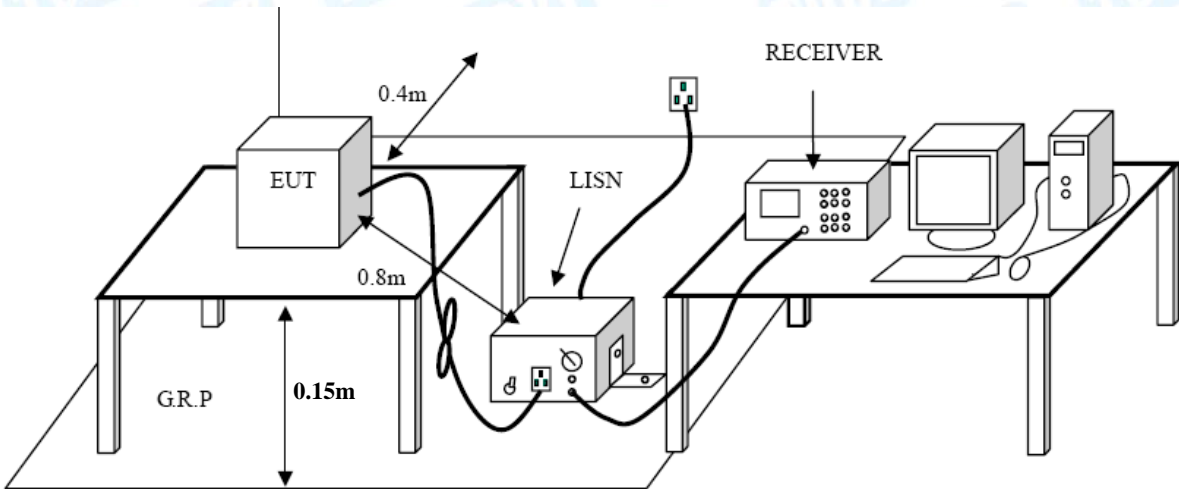 RECEIVER
0.4m
EUT
LISN
0.8m
G.R.P
0.15m